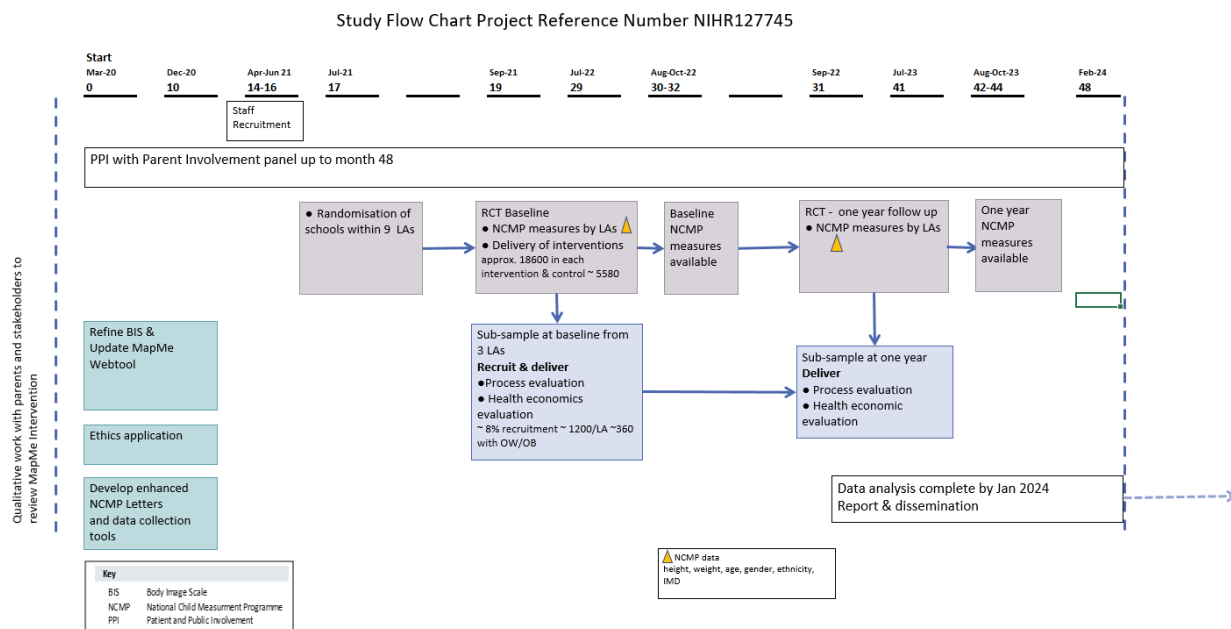 Study Flow Chart Project Reference Number NIHR127745
Start
Mar-20
0
Dec-20
10
Apr-Jun 21
14-16
Jul-21
17
Sep-21
19
Jul-22
29
Aug-Oct-22
30-32
Sep-22
31
Jul-23
41
Aug-Oct-23
42-44
Feb-24
48
Staff
Recruitment
PPI with Parent Involvement panel up to month 48
● Randomisation of
schools within 9 LAs
RCT Baseline
● NCMP measures by LAs
● Delivery of interventions
approx. 18600 in each
intervention & control ~ 5580
Baseline
NCMP
measures
available
RCT - one year follow up
● NCMP measures by LAs
One year
NCMP
measures
available
Qualitative work with parents and stakeholders to
review MapMe Intervention
Refine BIS &
Update MapMe
Webtool
Ethics application
Develop enhanced
NCMP Letters
and data collection
tools
Sub-sample at baseline from
3 LAs
Recruit & deliver
●Process evaluation
● Health economics
evaluation
~ 8% recruitment ~ 1200/LA ~360
with OW/OB
Sub-sample at one year
Deliver
● Process evaluation
● Health economic
evaluation
Data analysis complete by Jan 2024
Report & dissemination
NCMP data
height, weight, age, gender, ethnicity,
IMD
Key
BIS Body Image Scale
NCMP National Child Measurment Programme
PPI Patient and Public Involvement